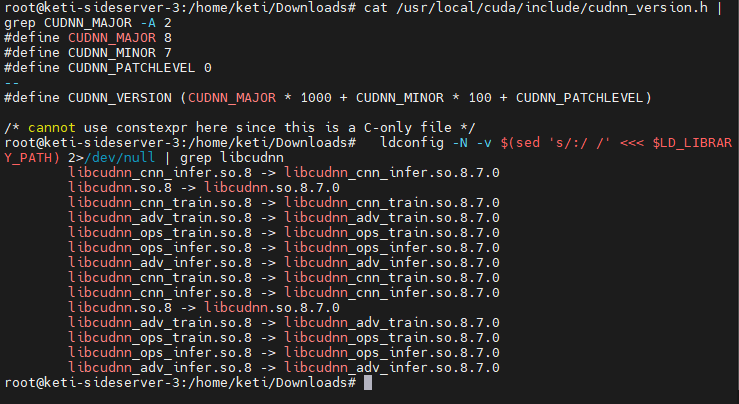 root@keti-sideserver-3:/home/keti/Downloads# cat /usr/local/cuda/include/cudnn_version.h |
grep CUDNN_MAJOR -A 2
#define CUDNN_MAJOR 8
#define CUDNN_MINOR 7
#define CUDNN_PATCHLEVEL 0
--
#define CUDNN_VERSION (CUDNN_MAJOR * 1000 + CUDNN_MINOR * 100 + CUDNN_PATCHLEVEL)

/* cannot use constexpr here since this is a C-only file */
root@keti-sideserver-3:/home/keti/Downloads#   ldconfig -N -v $(sed 's/:/ /' <<< $LD_LIBRAR
Y_PATH) 2>/dev/null | grep libcudnn
        libcudnn_cnn_infer.so.8 -> libcudnn_cnn_infer.so.8.7.0
        libcudnn.so.8 -> libcudnn.so.8.7.0
        libcudnn_cnn_train.so.8 -> libcudnn_cnn_train.so.8.7.0
        libcudnn_adv_train.so.8 -> libcudnn_adv_train.so.8.7.0
        libcudnn_ops_train.so.8 -> libcudnn_ops_train.so.8.7.0
        libcudnn_ops_infer.so.8 -> libcudnn_ops_infer.so.8.7.0
        libcudnn_adv_infer.so.8 -> libcudnn_adv_infer.so.8.7.0
        libcudnn_cnn_train.so.8 -> libcudnn_cnn_train.so.8.7.0
        libcudnn_cnn_infer.so.8 -> libcudnn_cnn_infer.so.8.7.0
        libcudnn.so.8 -> libcudnn.so.8.7.0
        libcudnn_adv_train.so.8 -> libcudnn_adv_train.so.8.7.0
        libcudnn_ops_train.so.8 -> libcudnn_ops_train.so.8.7.0
        libcudnn_ops_infer.so.8 -> libcudnn_ops_infer.so.8.7.0
        libcudnn_adv_infer.so.8 -> libcudnn_adv_infer.so.8.7.0
root@keti-sideserver-3:/home/keti/Downloads#